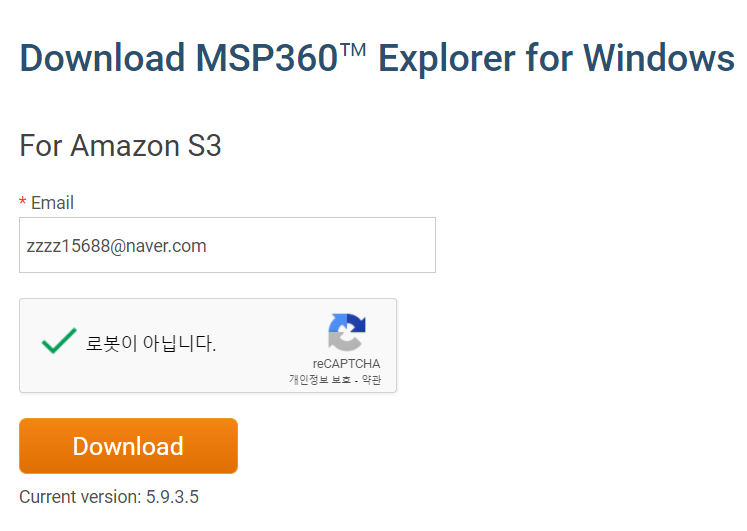 Download MSP360™ Explorer for Windows
For Amazon S3
* Email
zzzz15688@naver.com
로봇이 아닙니다.
reCAPTCHA
개인정보 보호 - 약관
Download
Current version: 5.9.3.5